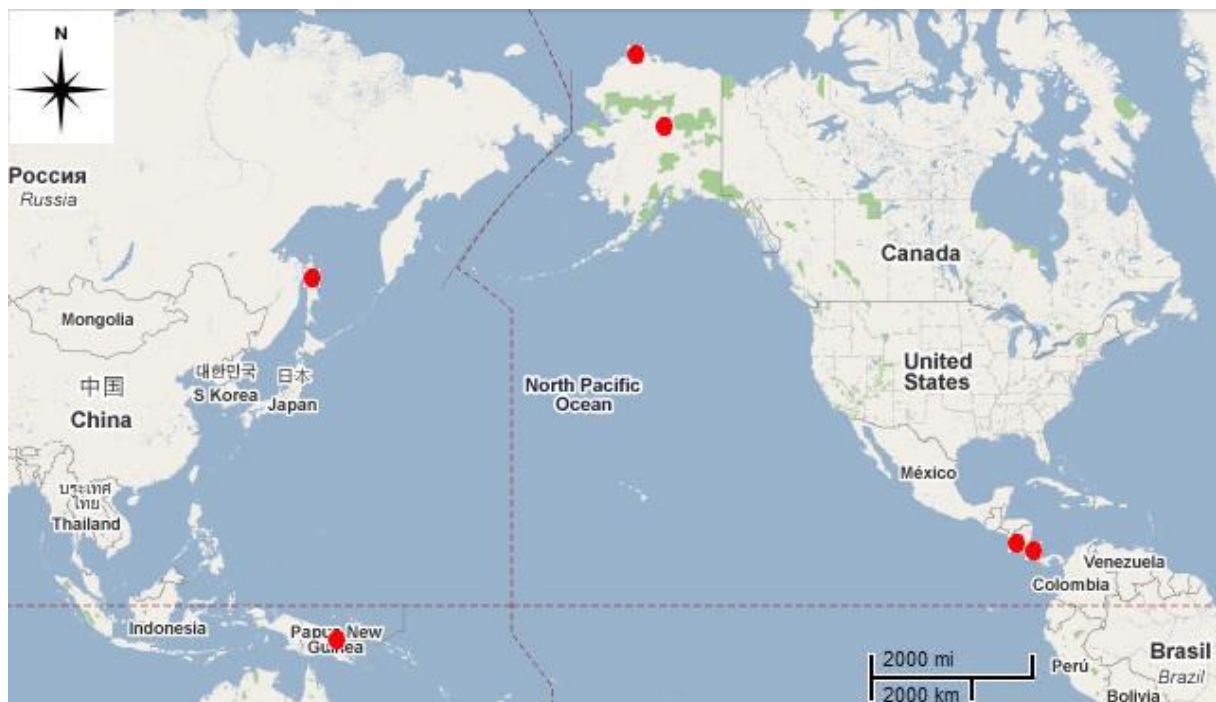 N
Россия
Russia
Mongolia
中国
China
대한민국
S Korea
日本
Japan
ประเทศ
ไทย
Thailand
Indonesia
Papua New
Guinea
North Pacific
Ocean
Canada
United
States
México
Venezuela
Colombia
Perú
Brasil
Brazil
Bolivia
2000 mi
2000 km